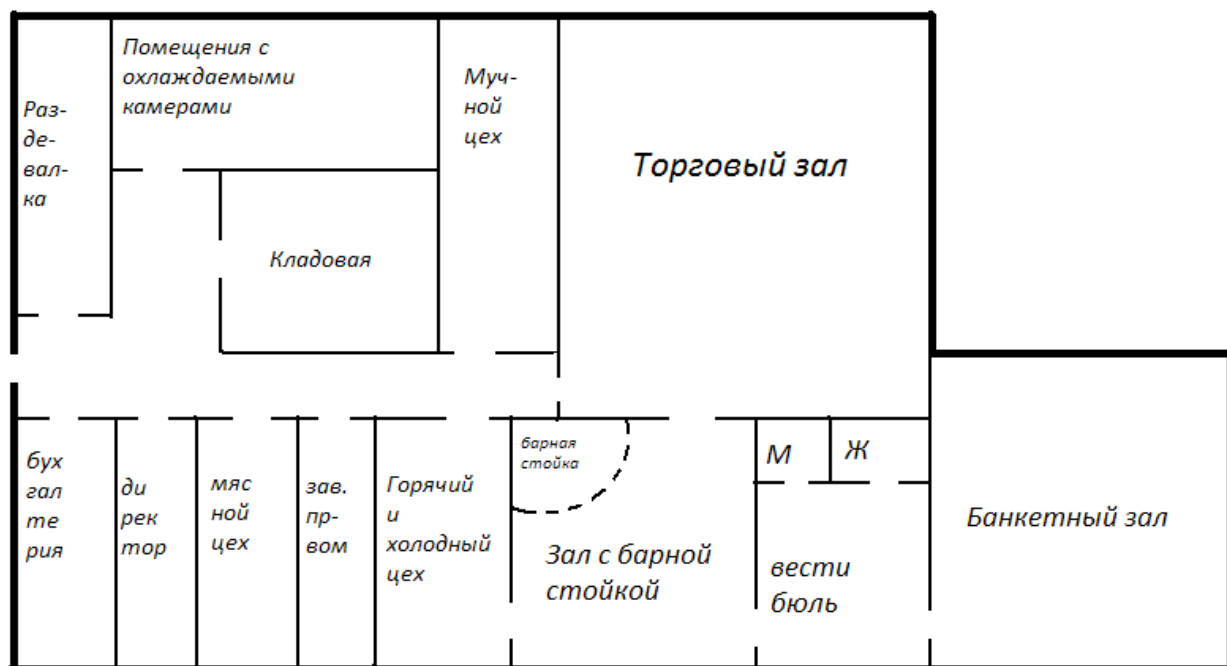 Раз-
де-
вал-
ка
Помещения с
охлаждаемыми
камерами
Муч-
ной
цех
Торговый зал
Кладовая
бух
гал
те
рия
ди
рек
тор
мяс
ной
цех
зав.
пр-
вом
Горячий
и
холодный
цех
барная
стойка
Зал с барной
стойкой
М
Ж
вести
бюль
Банкетный зал